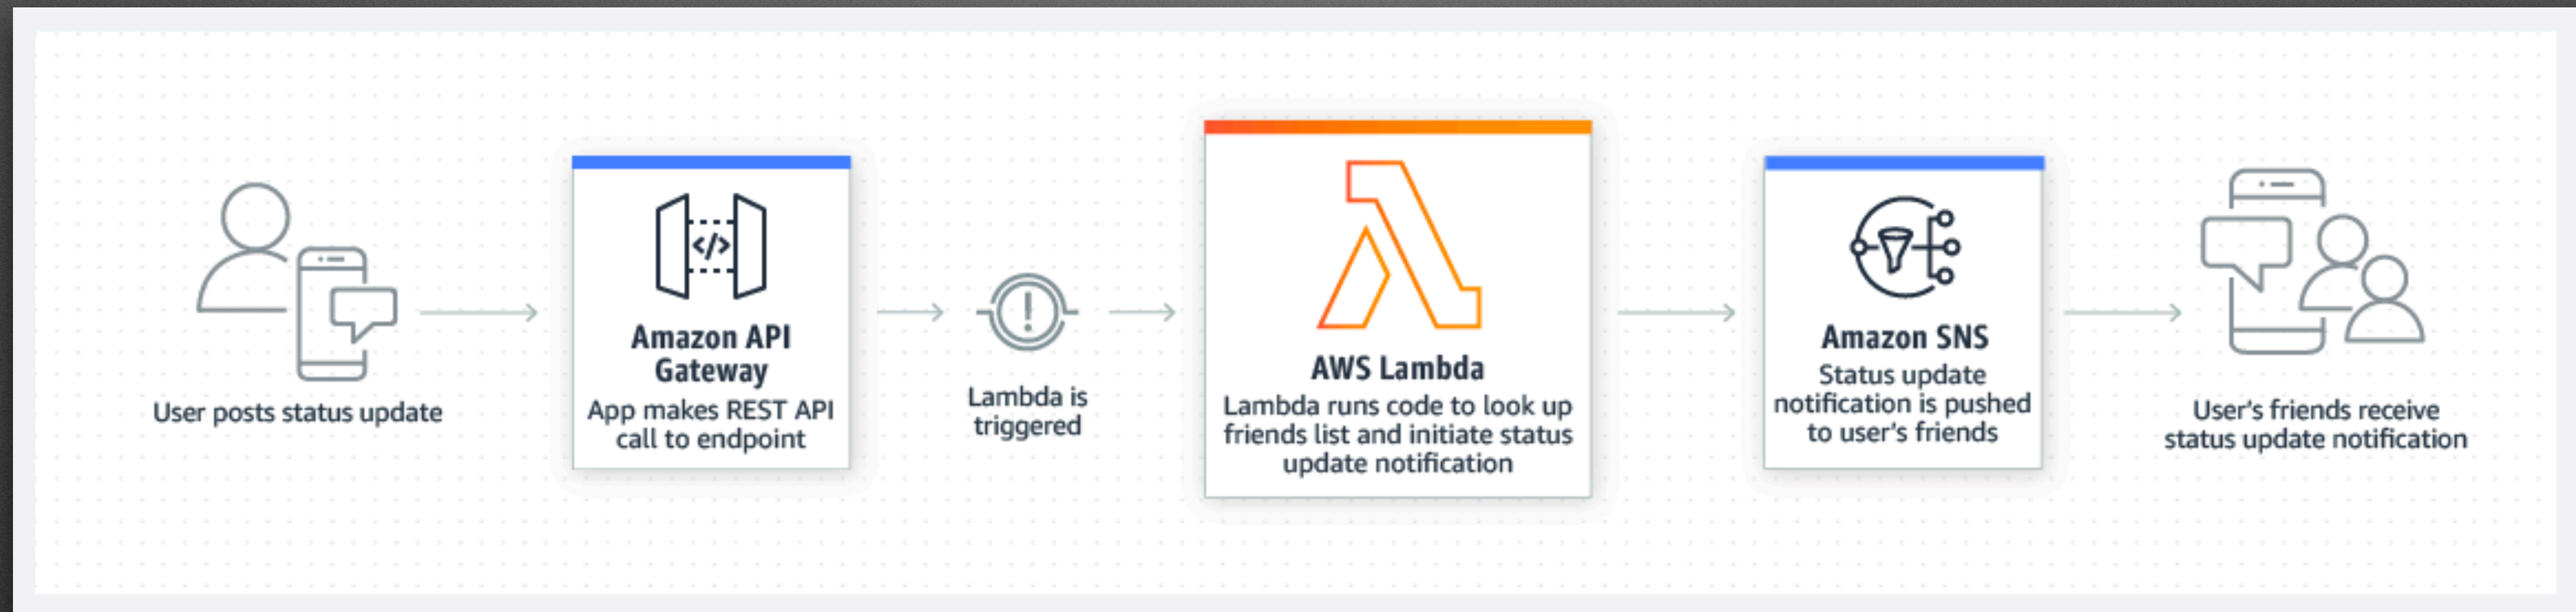 User posts status update
Amazon API
Gateway
App makes REST API
call to endpoint
Lambda is
triggered
AWS Lambda
Lambda runs code to look up
friends list and initiate status
update notification
Amazon SNS
Status update
notification is pushed
to user's friends
User's friends receive
status update notification